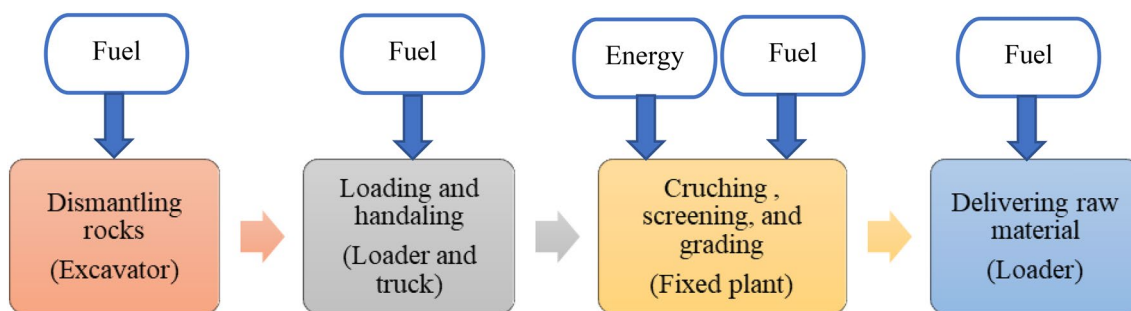 Fuel
Fuel
Energy
Fuel
Fuel
Dismantling
rocks
(Excavator)
Loading and
handaling
(Loader and
truck)
Cruching ,
screening, and
grading
(Fixed plant)
Delivering raw
material
(Loader)